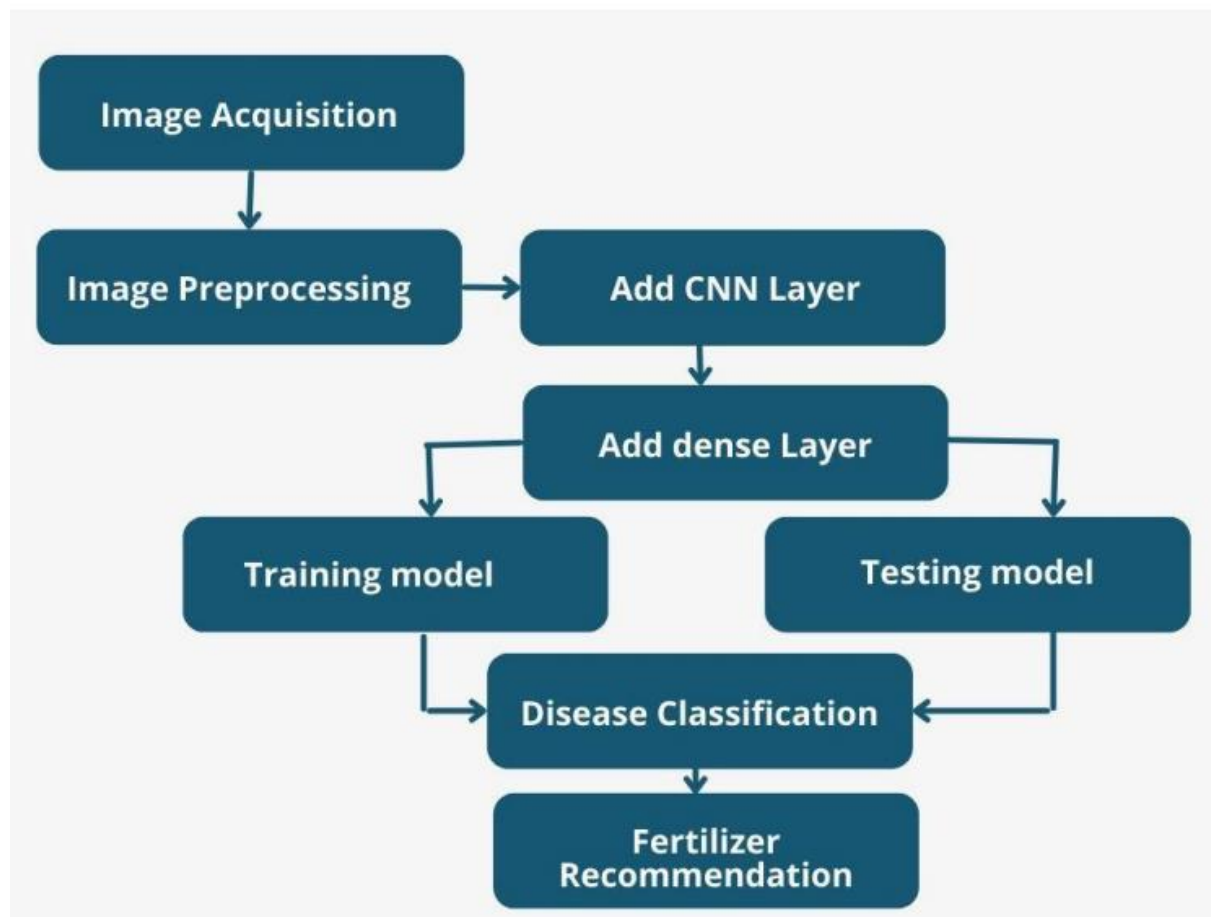 Image Acquisition
Image Preprocessing
Add CNN Layer
Add dense Layer
Training model
Testing model
Disease Classification
Fertilizer
Recommendation